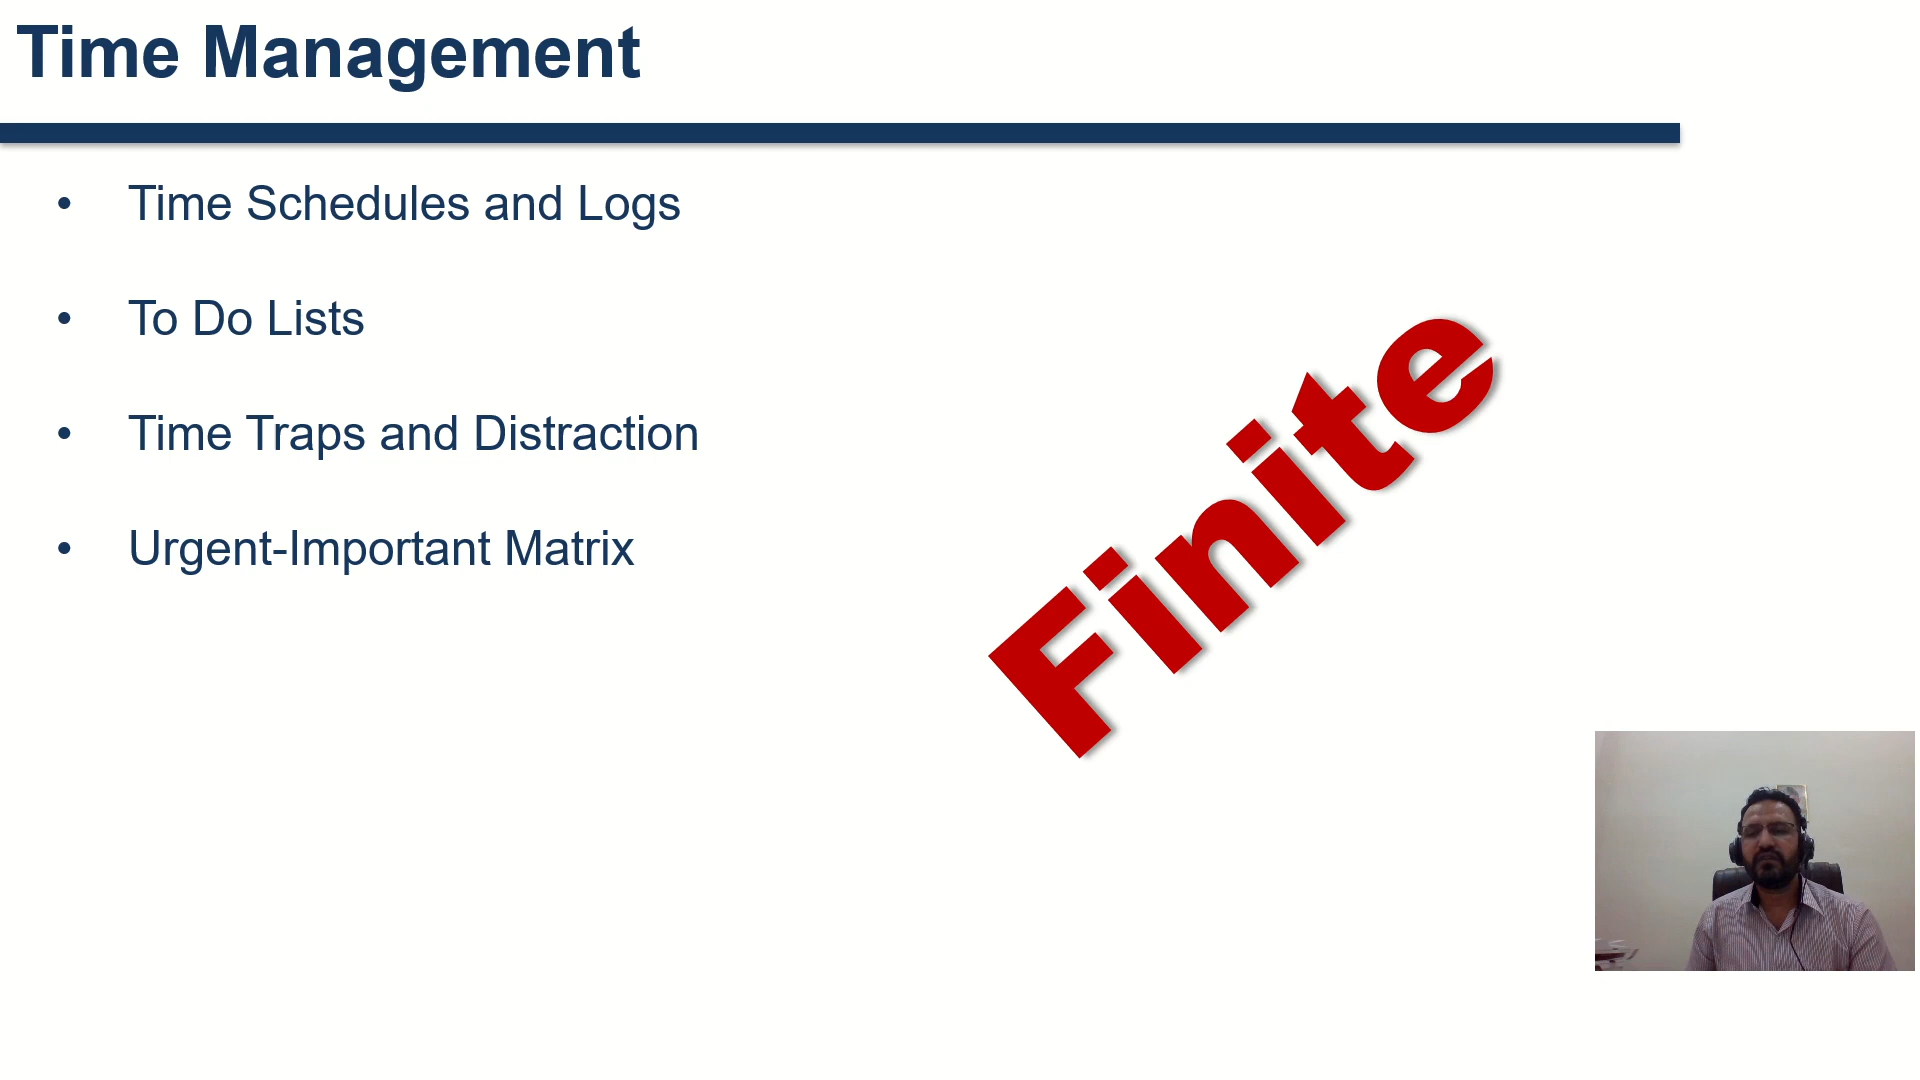 Time Management
• Time Schedules and Logs
• To Do Lists
• Time Traps and Distraction
• Urgent-Important Matrix
Finite